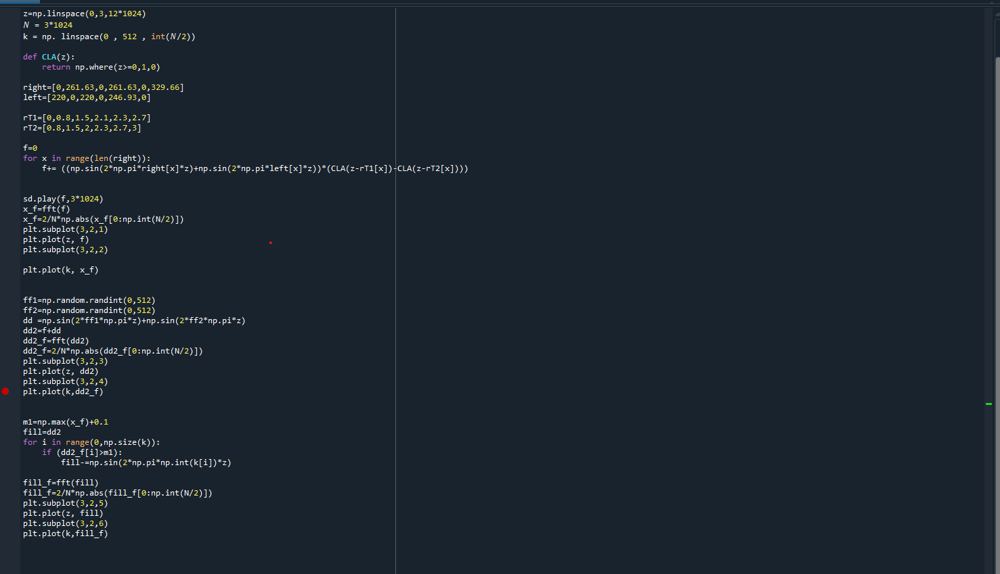 z=np.linspace(0,3,12*1024)
N = 3*1024
k = np. linspace(0 , 512 , int(N/2))
def CLA(z):
    return np.where(z>=0,1,0)
right=[0,261.63,0,261.63,0,329.66]
left=[220,0,220,0,246.93,0]
rT1=[0,0.8,1.5,2.1,2.3,2.7]
rT2=[0.8,1.5,2,2.3,2.7,3]
f=0
for x in range(len(right)):
    f+= ((np.sin(2*np.pi*right[x]*z)+np.sin(2*np.pi*left[x]*z))*(CLA(z-rT1[x])-CLA(z-rT2[x])))
sd.play(f,3*1024)
x_f=fft(f)
x_f=2/N*np.abs(x_f[0:np.int(N/2)])
plt.subplot(3,2,1)
plt.plot(z, f)
plt.subplot(3,2,2)
plt.plot(k, x_f)
ff1=np.random.randint(0,512)
ff2=np.random.randint(0,512)
dd =np.sin(2*ff1*np.pi*z)+np.sin(2*ff2*np.pi*z)
dd2=f+dd
dd2_f=fft(dd2)
dd2_f=2/N*np.abs(dd2_f[0:np.int(N/2)])
plt.subplot(3,2,3)
plt.plot(z, dd2)
plt.subplot(3,2,4)
plt.plot(k,dd2_f)
m1=np.max(x_f)+0.1
fill=dd2
for i in range(0,np.size(k)):
    if (dd2_f[i]>m1):
        fill-=np.sin(2*np.pi*np.int(k[i])*z)
fill_f=fft(fill)
fill_f=2/N*np.abs(fill_f[0:np.int(N/2)])
plt.subplot(3,2,5)
plt.plot(z, fill)
plt.subplot(3,2,6)
plt.plot(k,fill_f)